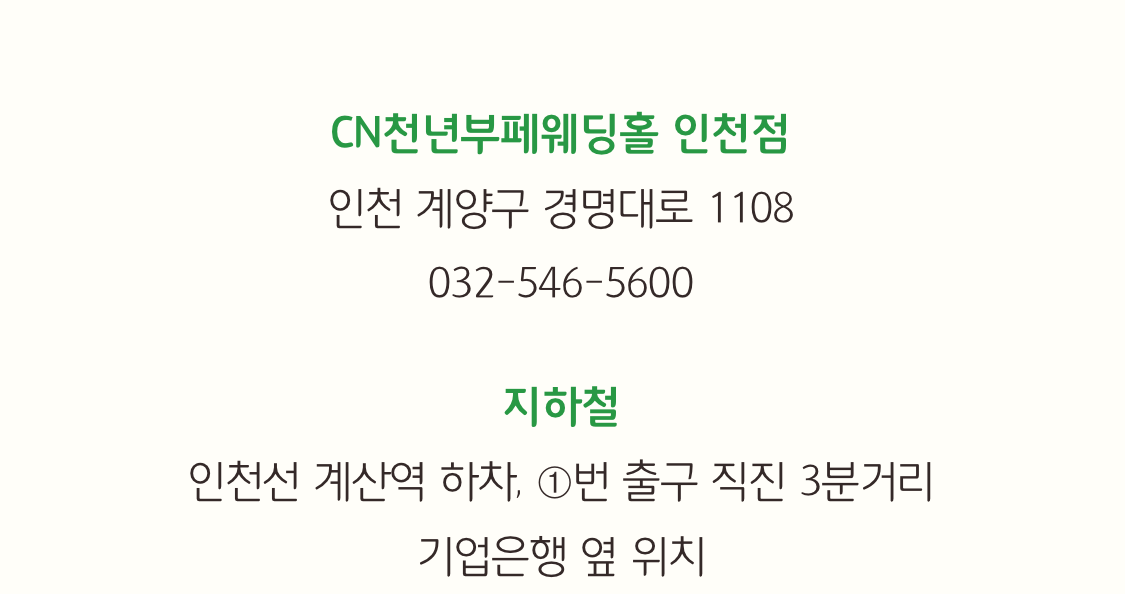 CN천년부페웨딩홀 인천점
인천 계양구 경명대로 1108
032-546-5600
지하철
인천선 계산역 하차, ①번 출구 직진 3분거리
기업은행 옆 위치